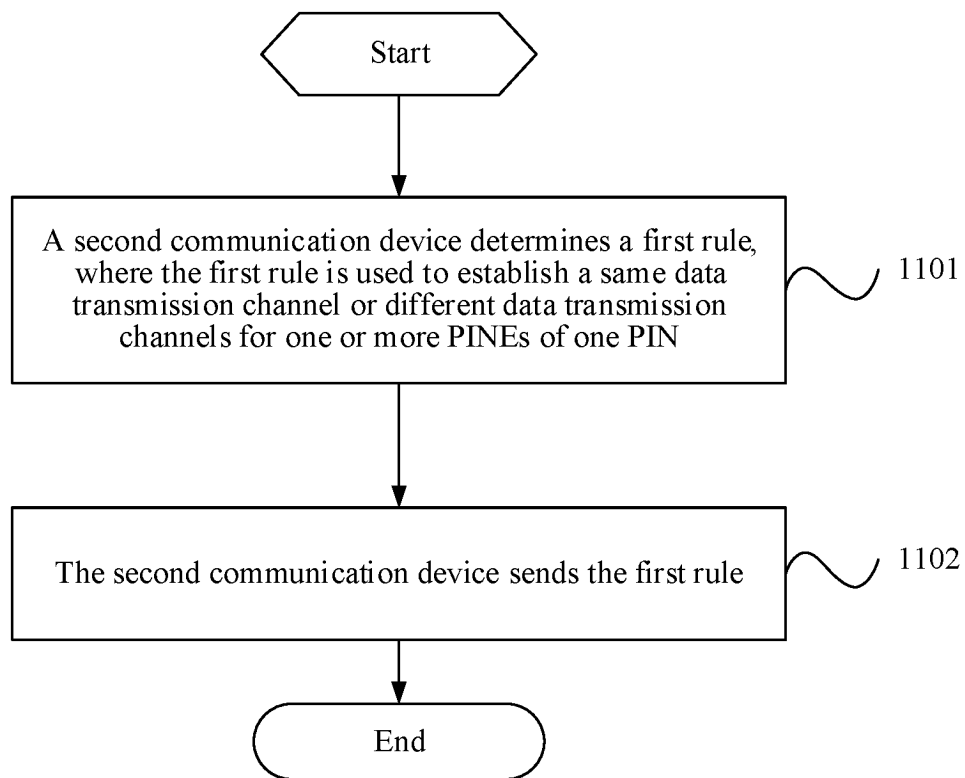 Start
A second communication device determines a first rule,
where the first rule is used to establish a same data
transmission channel or different data transmission
channels for one or more PINEs of one PIN
1101
The second communication device sends the first rule
1102
End